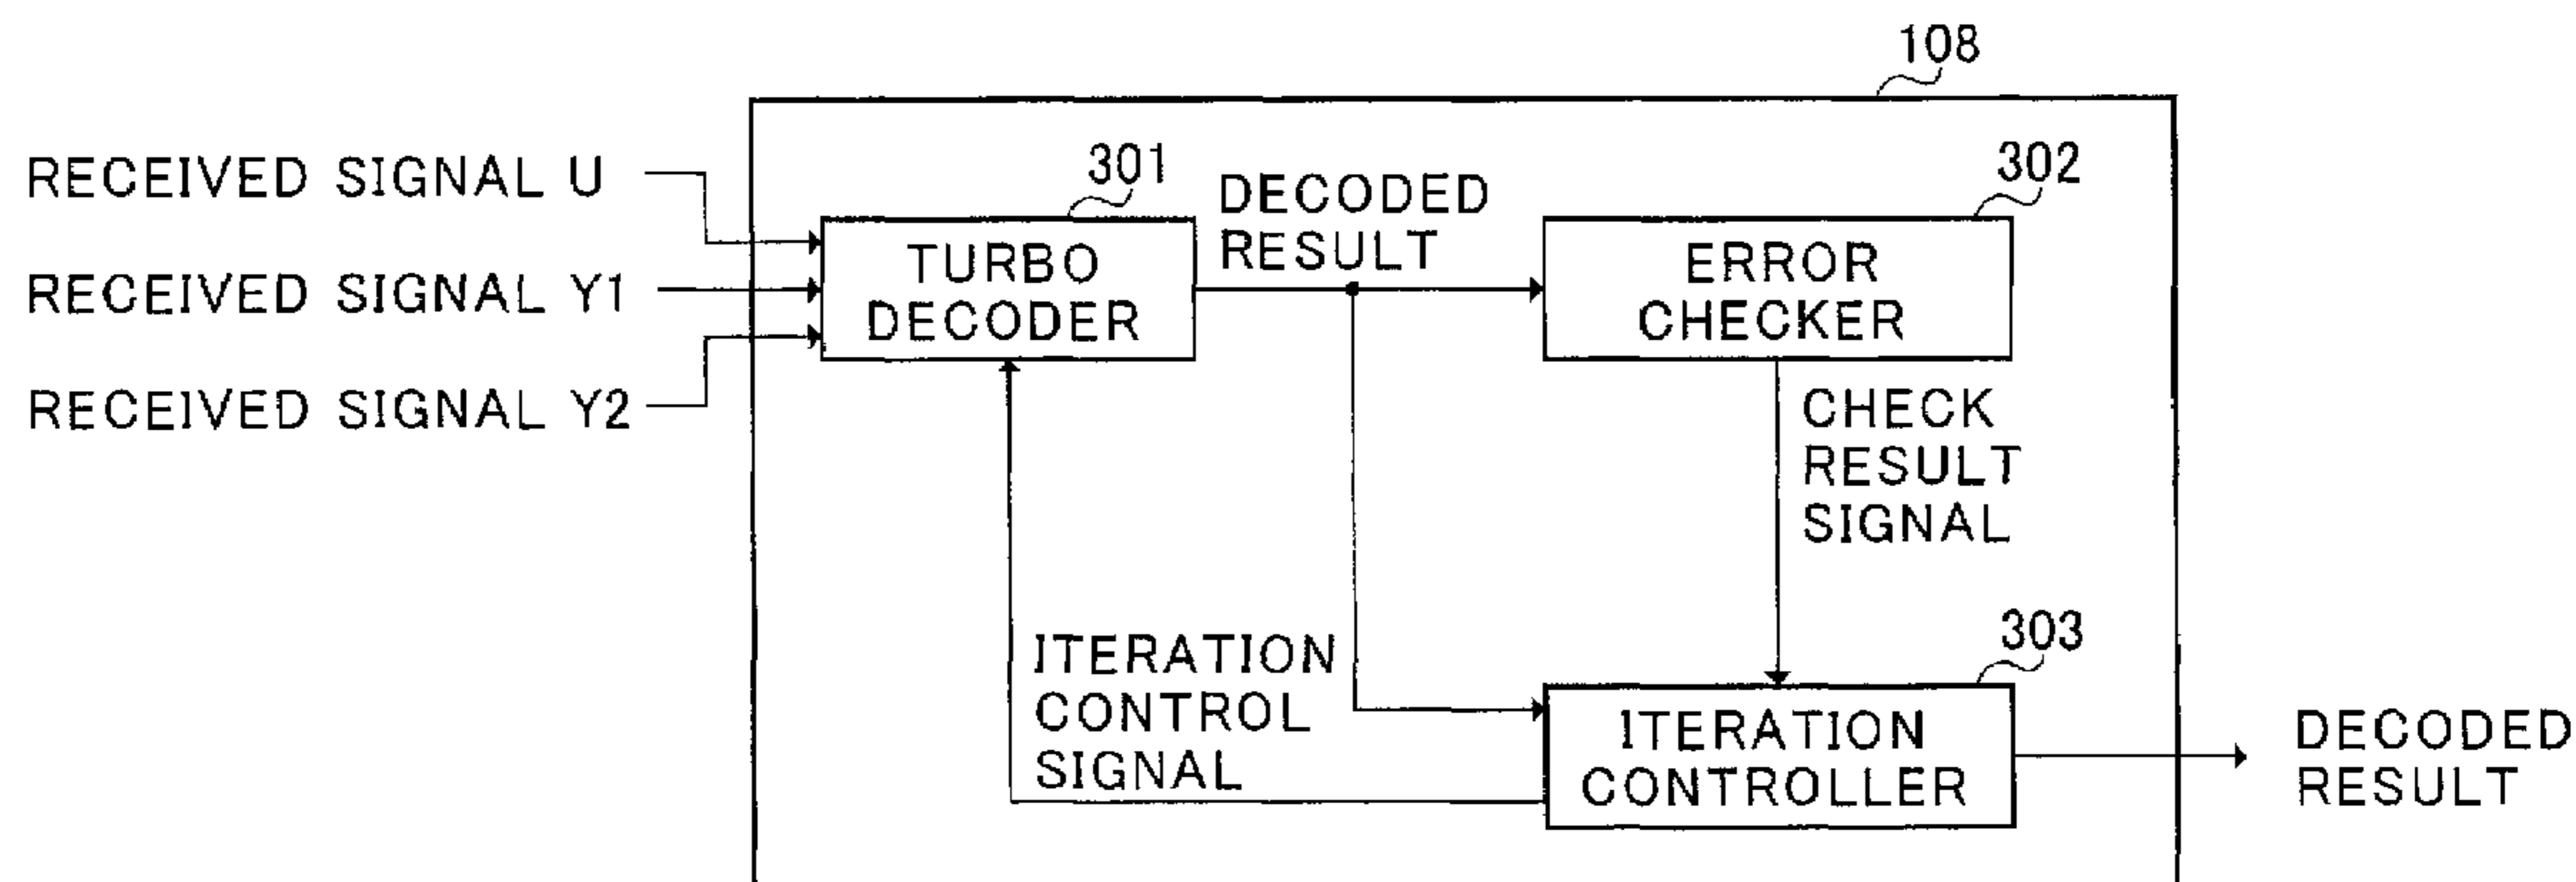 108
RECEIVED SIGNAL U
RECEIVED SIGNAL Y1
RECEIVED SIGNAL Y2
301
TURBO
DECODER
DECODED
RESULT
302
ERROR
CHECKER
CHECK
RESULT
SIGNAL
ITERATION
CONTROL
SIGNAL
303
ITERATION
CONTROLLER
DECODED
RESULT